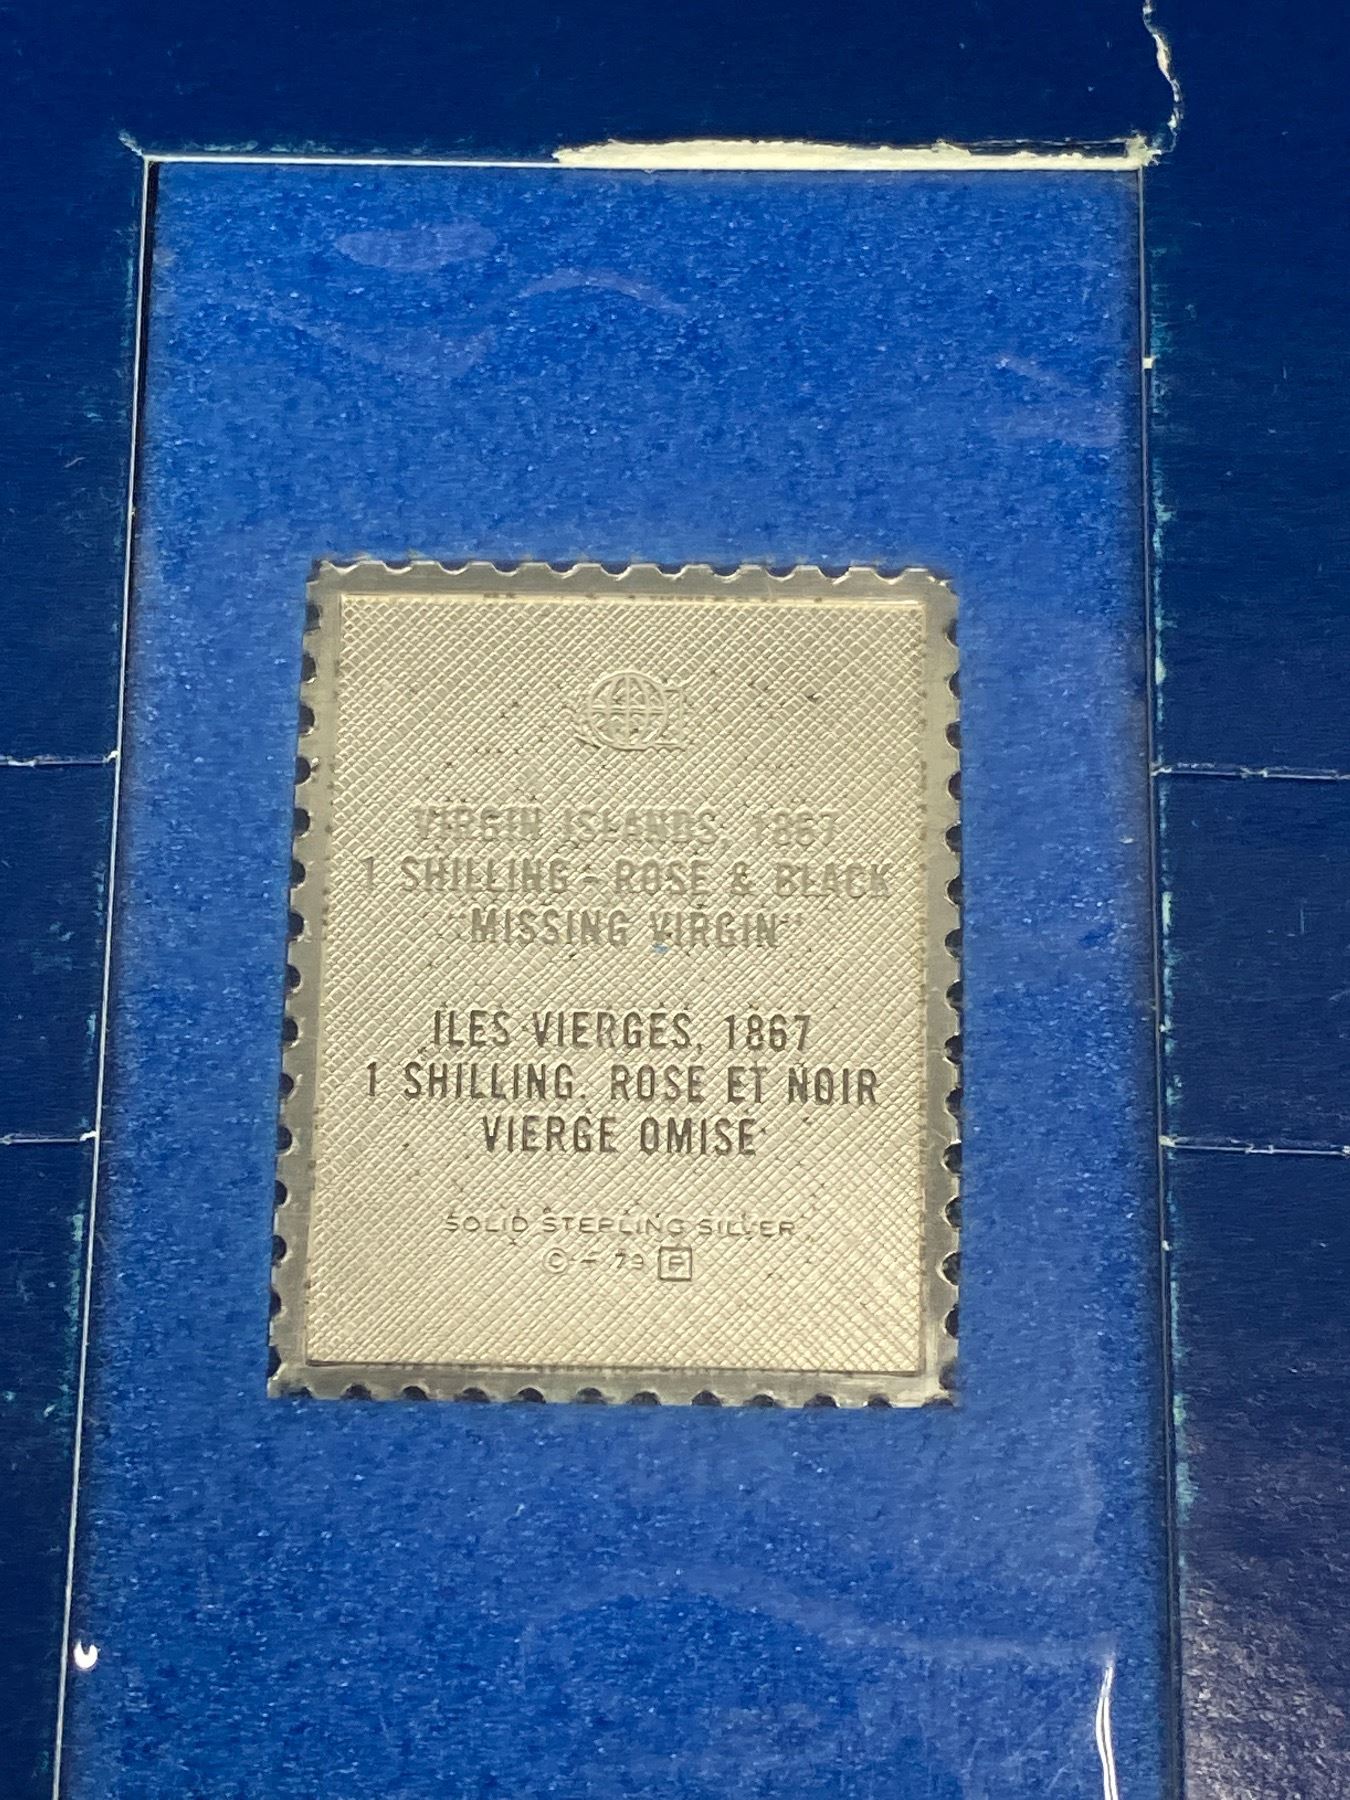 VIRGIN ISLANDS, 1867
1 SHILLING - ROSE & BLACK
"MISSING VIRGIN"
ILES VIERGES, 1867
1 SHILLING. ROSE ET NOIR
VIERGE OMISE
SOLID STERLING SILVER
© F 79 F